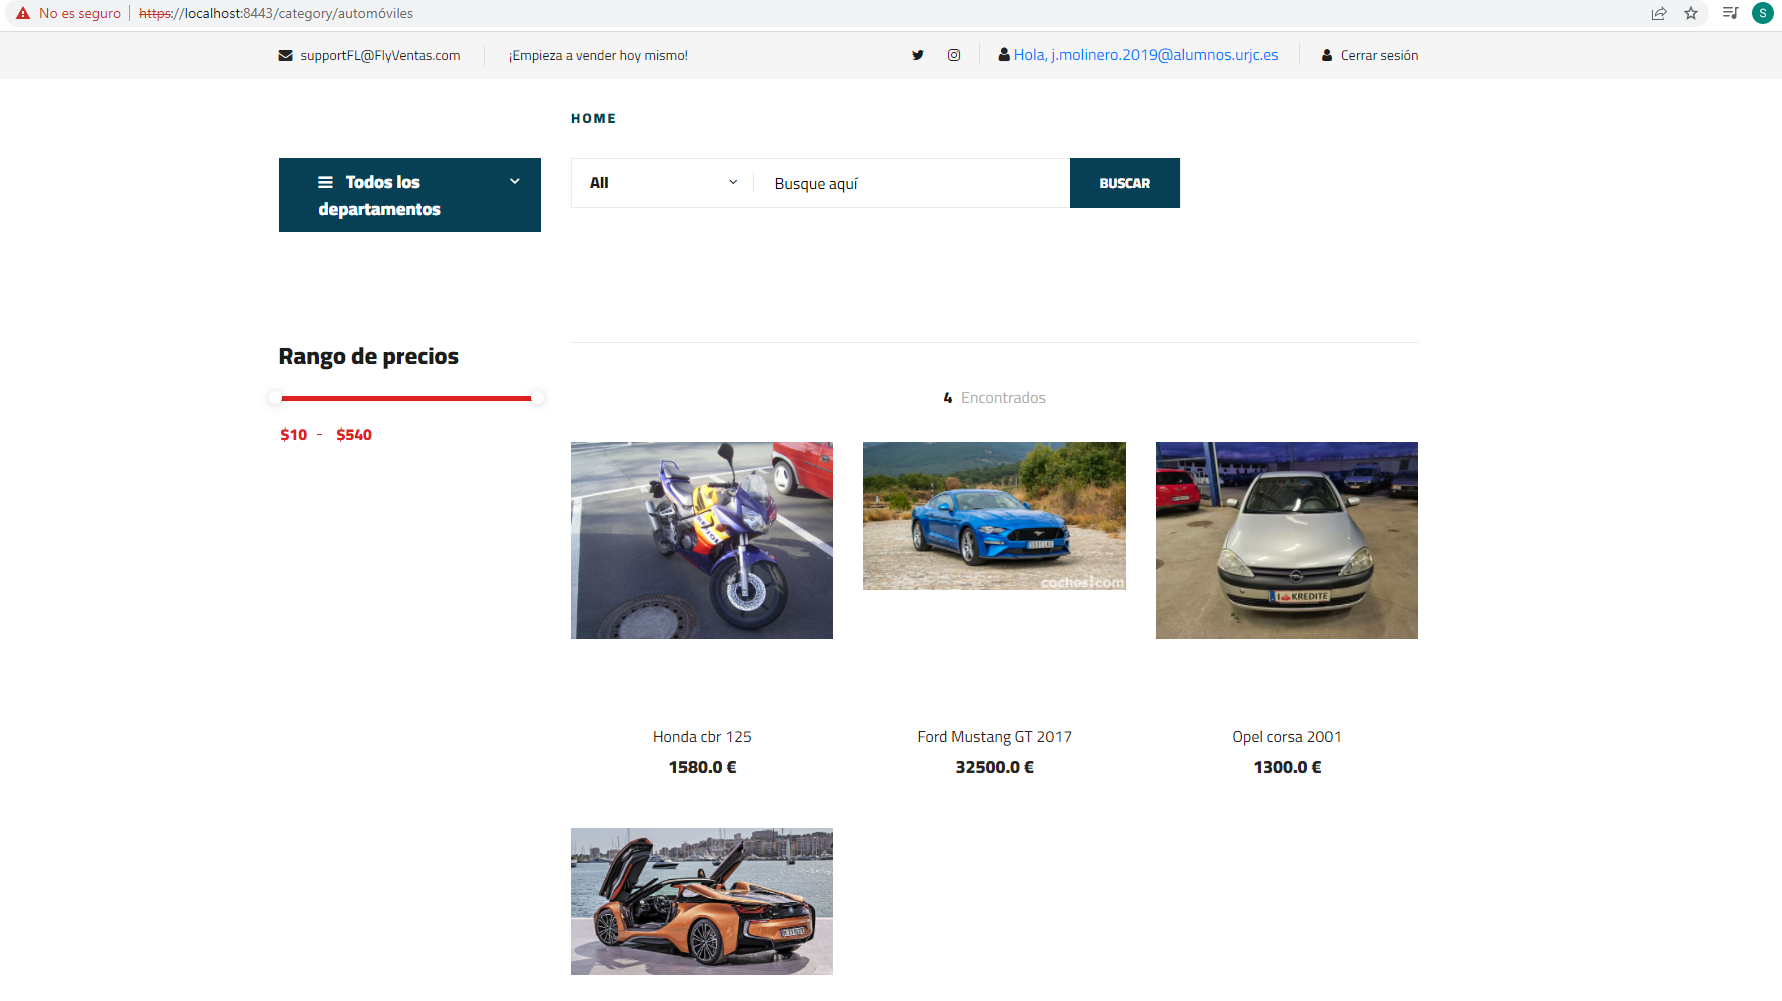 No es seguro
https://localhost:8443/category/automóviles
S
supportFL@FlyVentas.com
¡Empieza a vender hoy mismo!
Hola, j.molinero.2019@alumnos.urjc.es
Cerrar sesión
HOME
Todos los
departamentos
All
Busque aquí
BUSCAR
Rango de precios
$10 - $540
4 Encontrados
coches.com
KREDITE
Honda cbr 125
1580.0 €
Ford Mustang GT 2017
32500.0 €
Opel corsa 2001
1300.0 €